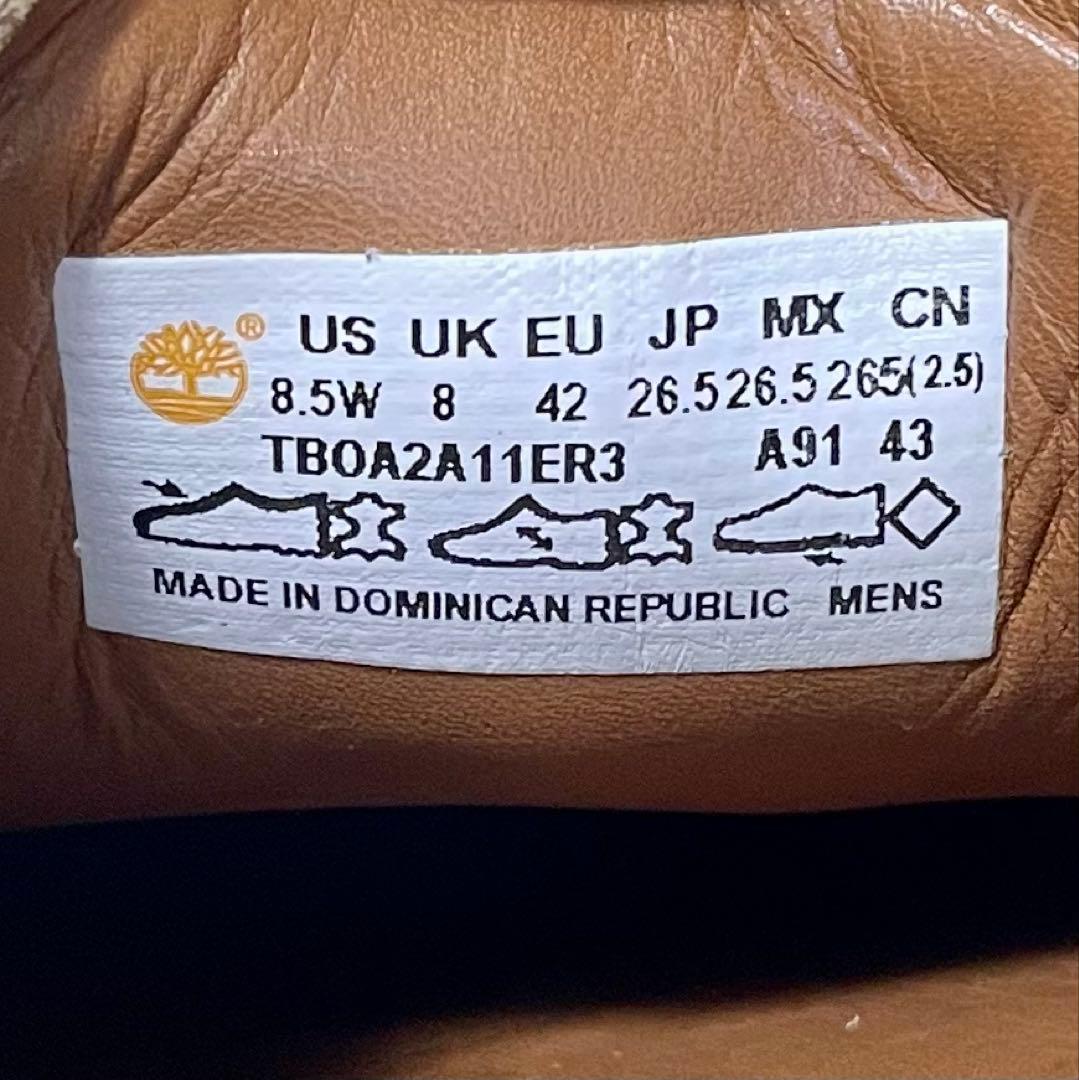 ® US UK EU JP MX CN
8.5W 8 42 26.5 26.5 265(2.5)
TB0A2A11ER3 A91 43
MADE IN DOMINICAN REPUBLIC MENS